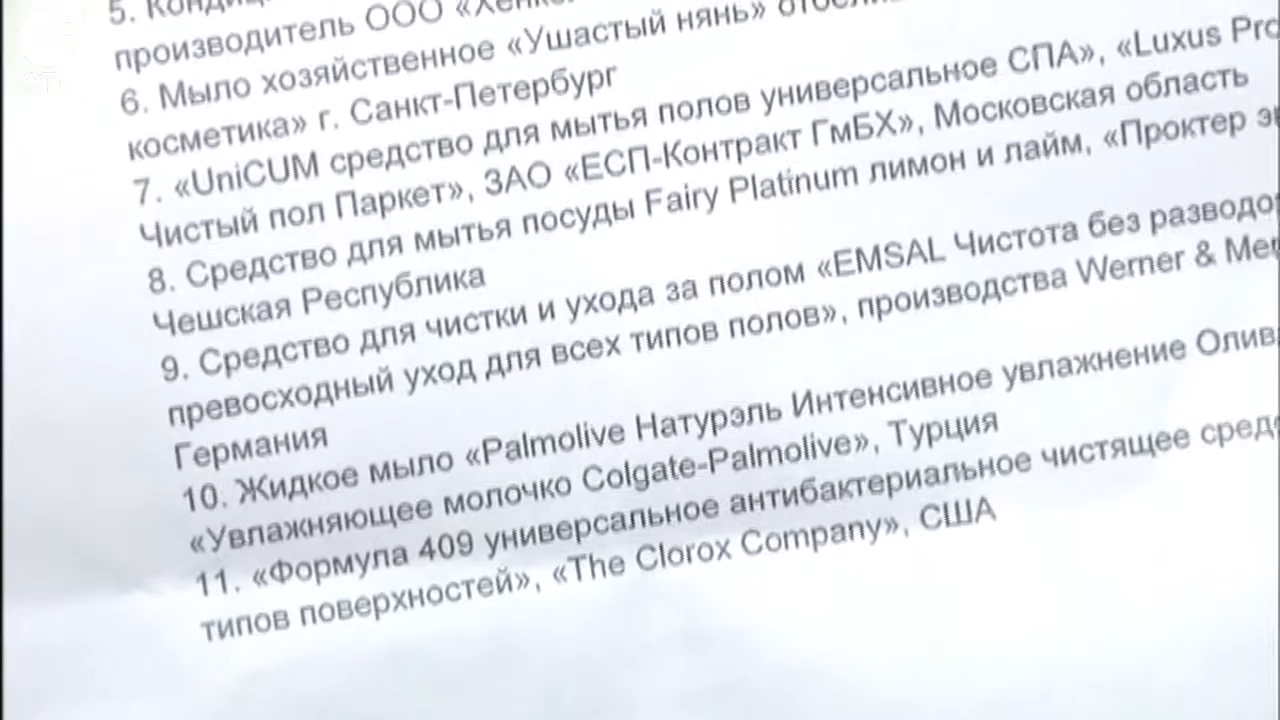 5.
производитель ООО
6. Мыло хозяйственное «Ушастый нянь»
косметика» г. Санкт-Петербург
7. «UniCUM средство для мытья полов универсальное СПА», «Luxus
Чистый пол Паркет», ЗАО «ЕСП-Контракт ГмБХ», Московская область
8. Средство для мытья посуды Fairy Platinum лимон и лайм, «Проктер
Чешская Республика
9. Средство для чистки и ухода за полом «EMSAL Чистота без
превосходный уход для всех типов полов», производства Werner &
Германия
10. Жидкое мыло «Palmolive Натурэль Интенсивное увлажнение
«Увлажняющее молочко Colgate-Palmolive», Турция
11. «Формула 409 универсальное антибактериальное чистящее
типов поверхностей», «The Clorox Company», США